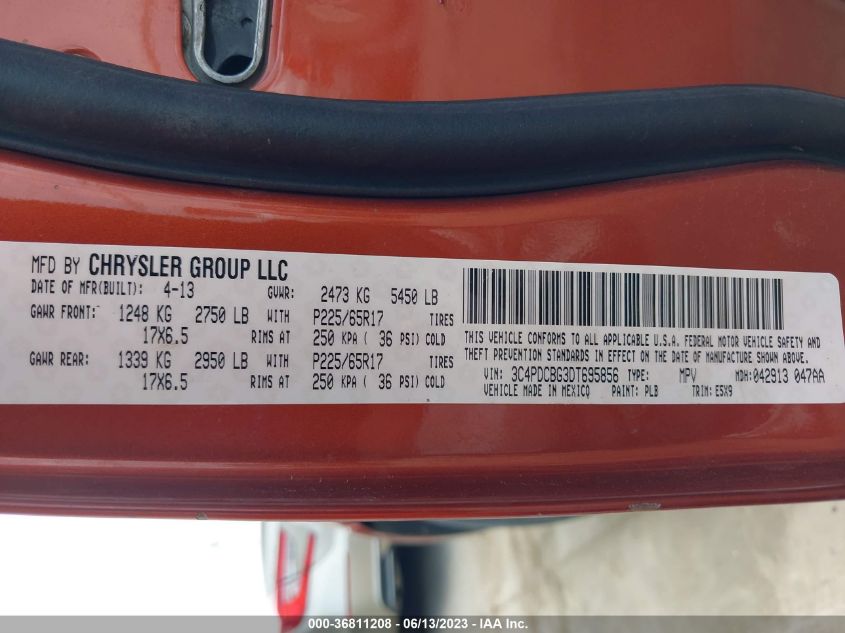 MFD BY CHRYSLER GROUP LLC
DATE OF MFR(BUILT): 4-13 GVWR: 2473 KG 5450 LB
GAWR FRONT: 1248 KG 2750 LB WITH P225/65R17 TIRES
17X6.5 RIMS AT 250 KPA ( 36 PSI) COLD
GAWR REAR: 1339 KG 2950 LB WITH P225/65R17 TIRES
17X6.5 RIMS AT 250 KPA ( 36 PSI) COLD
THIS VEHICLE CONFORMS TO ALL APPLICABLE U.S.A. FEDERAL MOTOR VEHICLE SAFETY AND
THEFT PREVENTION STANDARDS IN EFFECT ON THE DATE OF MANUFACTURE SHOWN ABOVE.
VIN: 3C4PDCBG3DT695856 TYPE: MPV MDH:042913 047AA
VEHICLE MADE IN MEXICO PAINT: PLB TRIM: E5X9
000-36811208 - 06/13/2023 - IAA Inc.